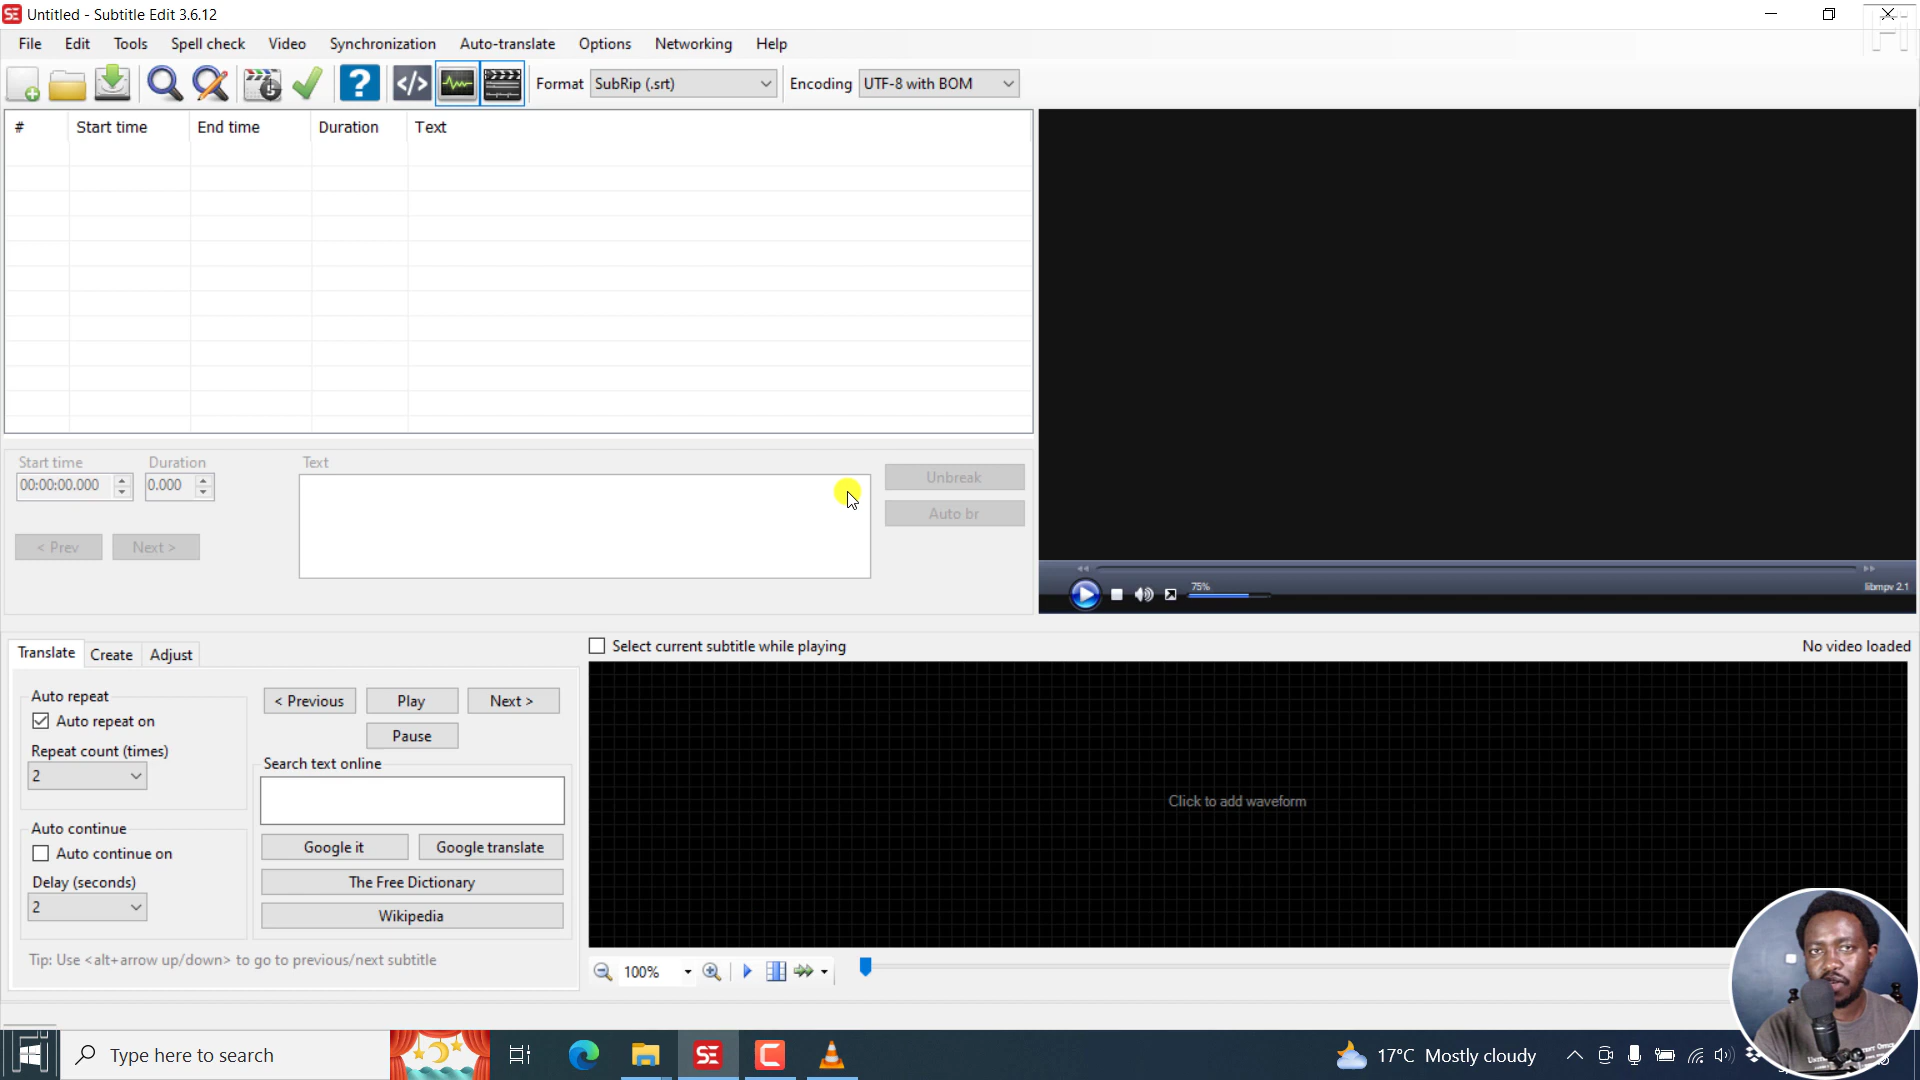 SE Untitled - Subtitle Edit 3.6.12
File Edit Tools Spell check Video Synchronization Auto-translate Options Networking Help
Format SubRip (.srt) Encoding UTF-8 with BOM
# Start time End time Duration Text
Start time Duration Text
00:00:00.000 0.000
Unbreak
Auto br
< Prev Next >
75%
libmpv 2.1
Translate Create Adjust
Select current subtitle while playing No video loaded
Auto repeat
Auto repeat on
Repeat count (times)
2
Auto continue
Auto continue on
Delay (seconds)
2
< Previous Play Next >
Pause
Search text online
Google it Google translate
The Free Dictionary
Wikipedia
Tip: Use <alt+arrow up/down> to go to previous/next subtitle
Click to add waveform
100%
Type here to search
SE
17°C Mostly cloudy